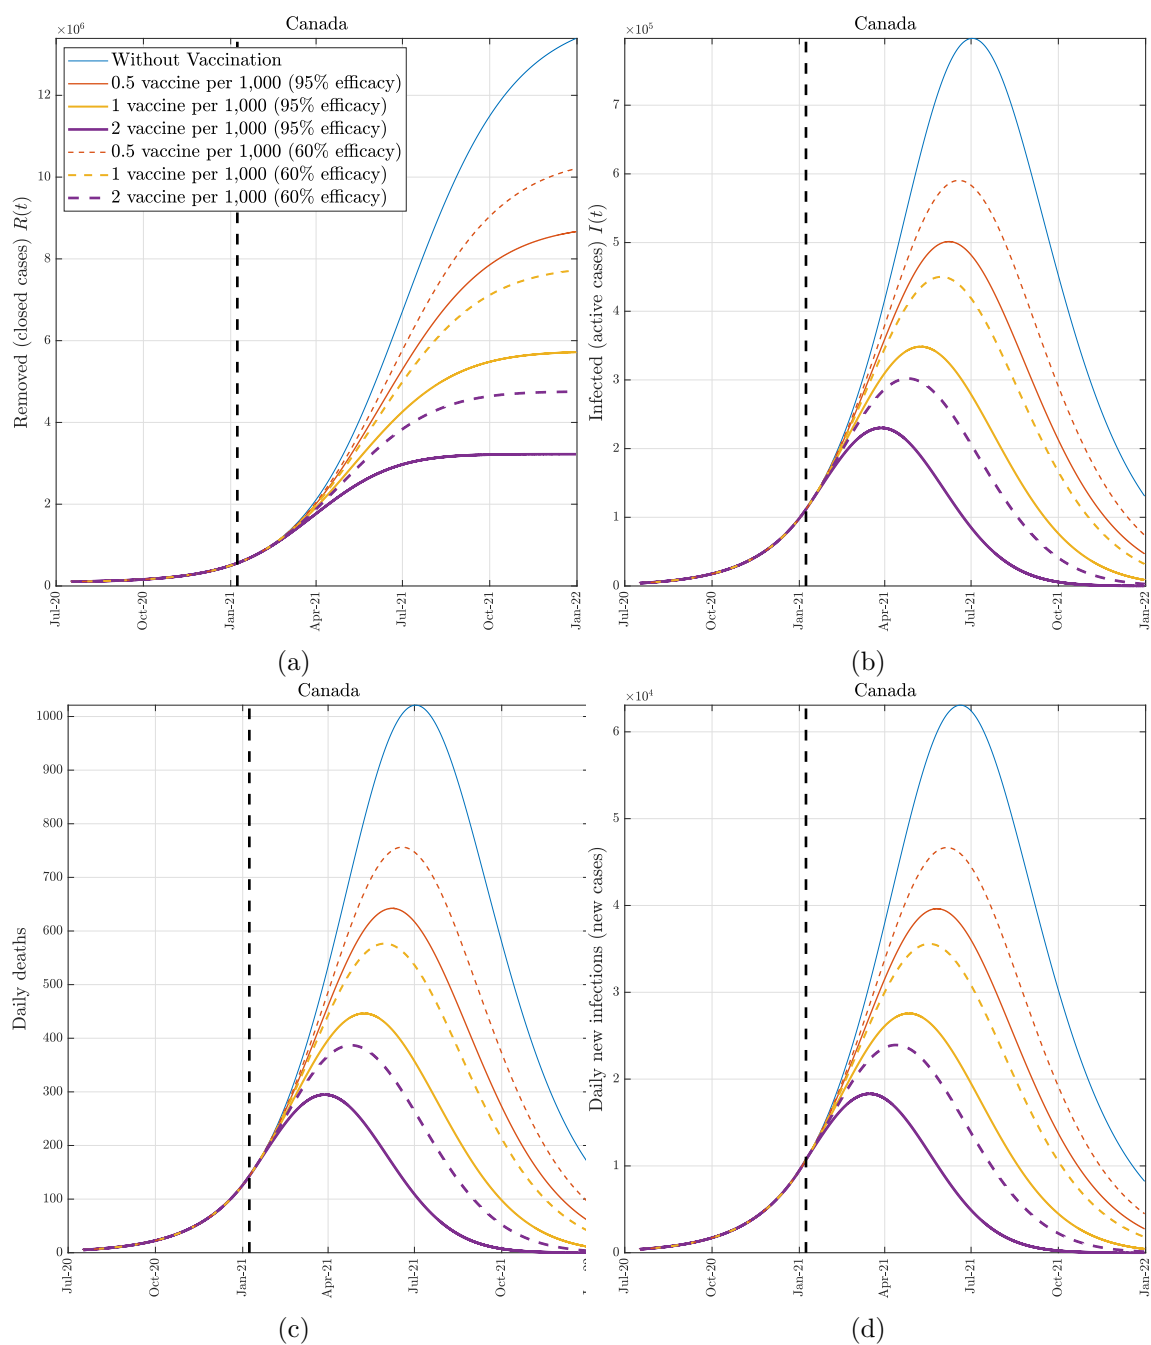 Canada
×10⁶
Removed (closed cases) R(t)
12
10
8
6
4
2
0
Without Vaccination
0.5 vaccine per 1,000 (95% efficacy)
1 vaccine per 1,000 (95% efficacy)
2 vaccine per 1,000 (95% efficacy)
0.5 vaccine per 1,000 (60% efficacy)
1 vaccine per 1,000 (60% efficacy)
2 vaccine per 1,000 (60% efficacy)
Jul-20 Oct-20 Jan-21 Apr-21 Jul-21 Oct-21 Jan-22
(a)
Canada
×10⁵
Infected (active cases) I(t)
7
6
5
4
3
2
1
0
Jul-20 Oct-20 Jan-21 Apr-21 Jul-21 Oct-21 Jan-22
(b)
Canada
Daily deaths
1000
900
800
700
600
500
400
300
200
100
0
Jul-20 Oct-20 Jan-21 Apr-21 Jul-21 Oct-21
(c)
Canada
×10⁴
Daily new infections (new cases)
6
5
4
3
2
1
0
Jul-20 Oct-20 Jan-21 Apr-21 Jul-21 Oct-21 Jan-22
(d)